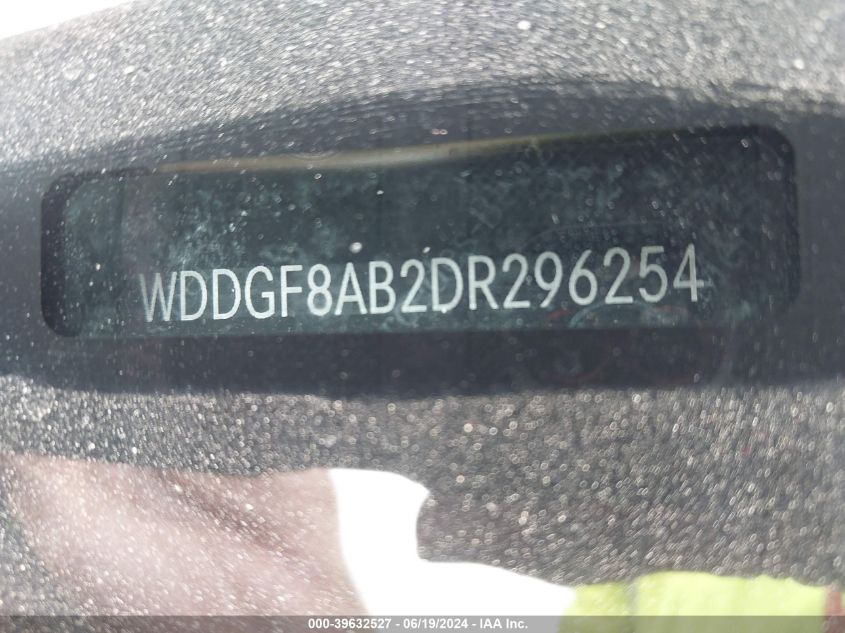 WDDGF8AB2DR296254
000-39632527 - 06/19/2024 - IAA Inc.